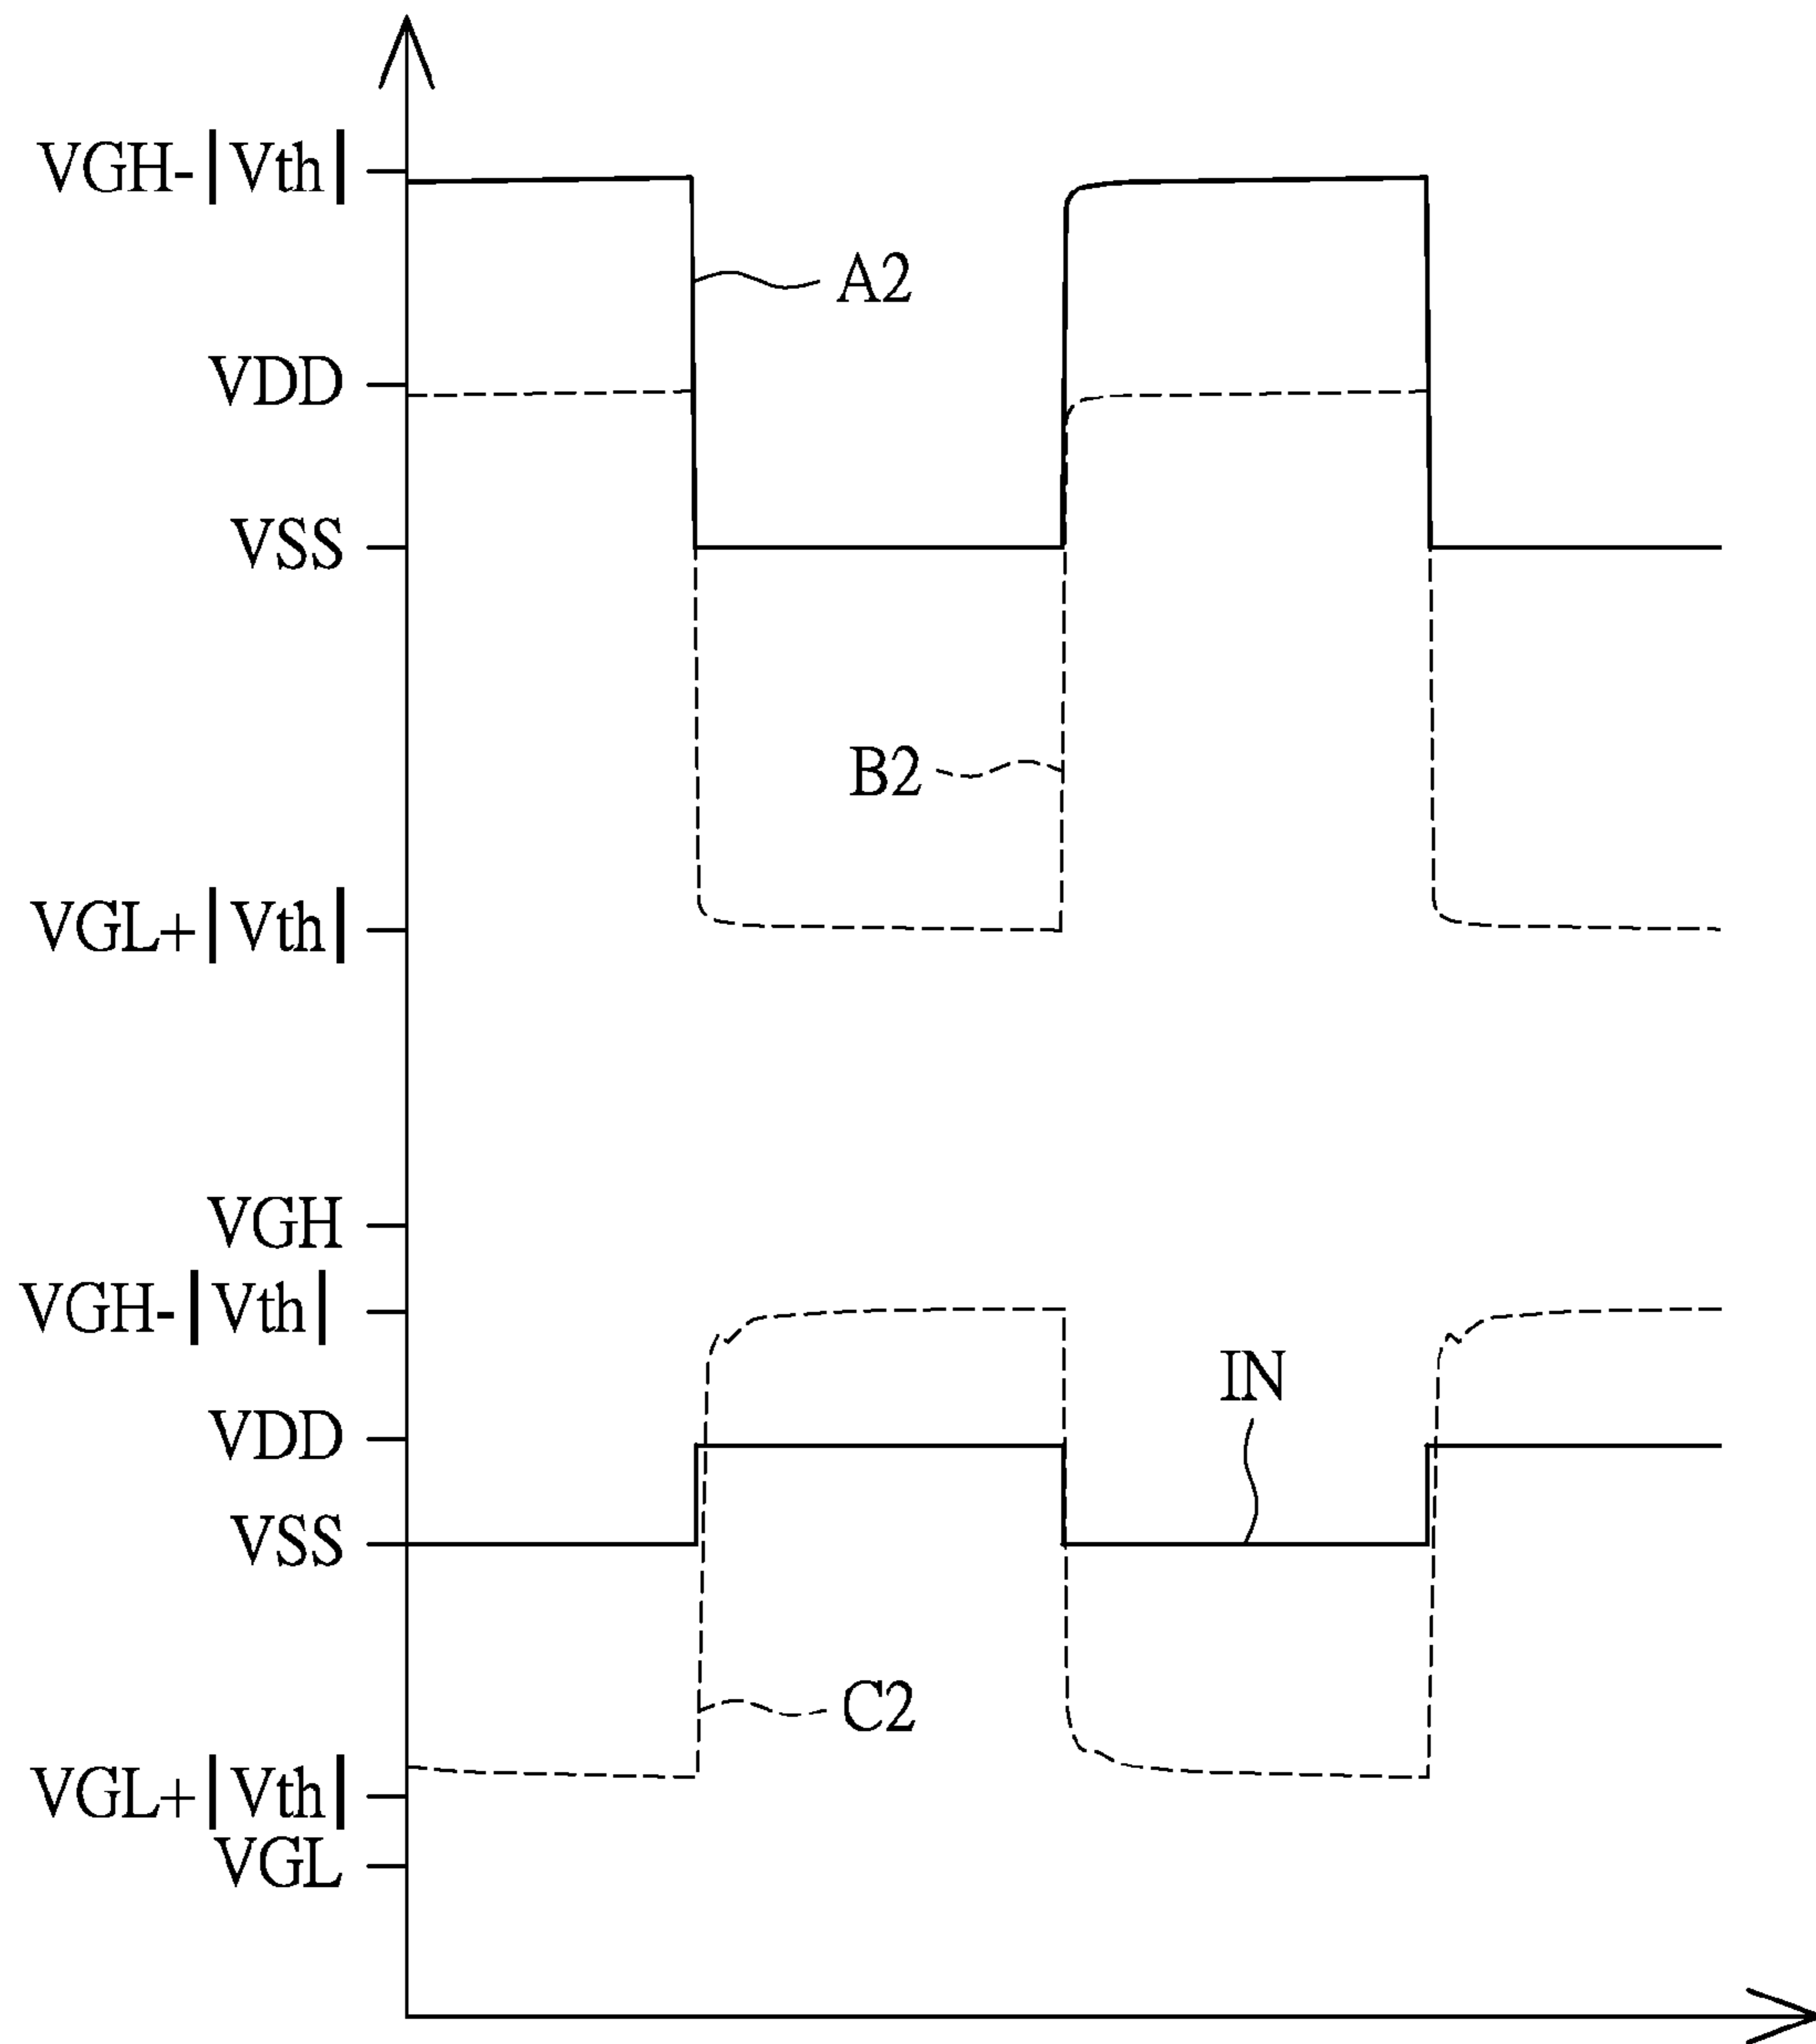 VGH-|Vth|
A2
VDD
VSS
B2
VGL+|Vth|
VGH
VGH-|Vth|
IN
VDD
VSS
C2
VGL+|Vth|
VGL